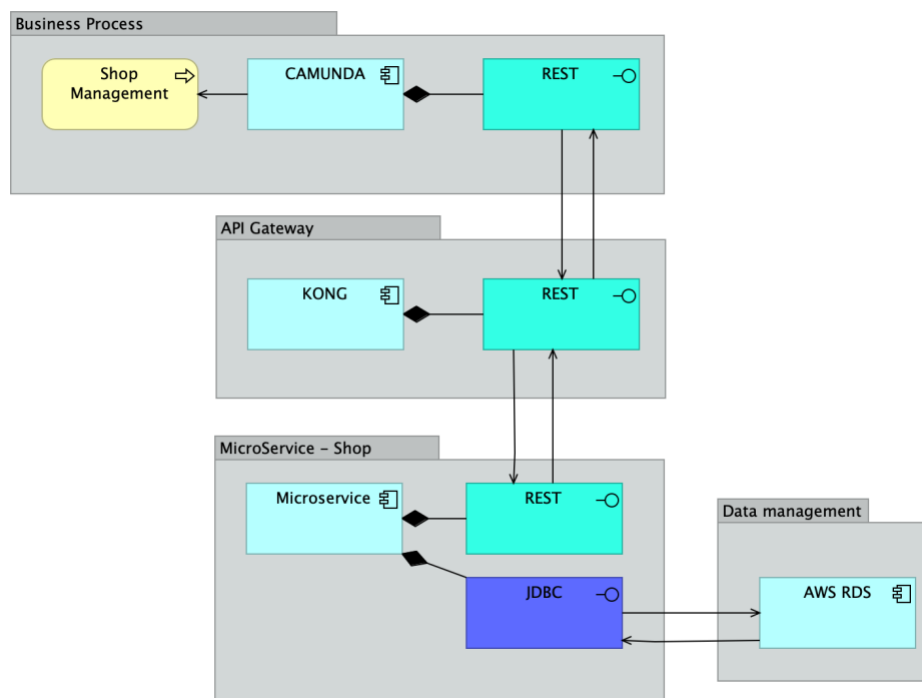 Business Process
Shop
Management
CAMUNDA
REST
API Gateway
KONG
REST
MicroService – Shop
Microservice
REST
JDBC
Data management
AWS RDS